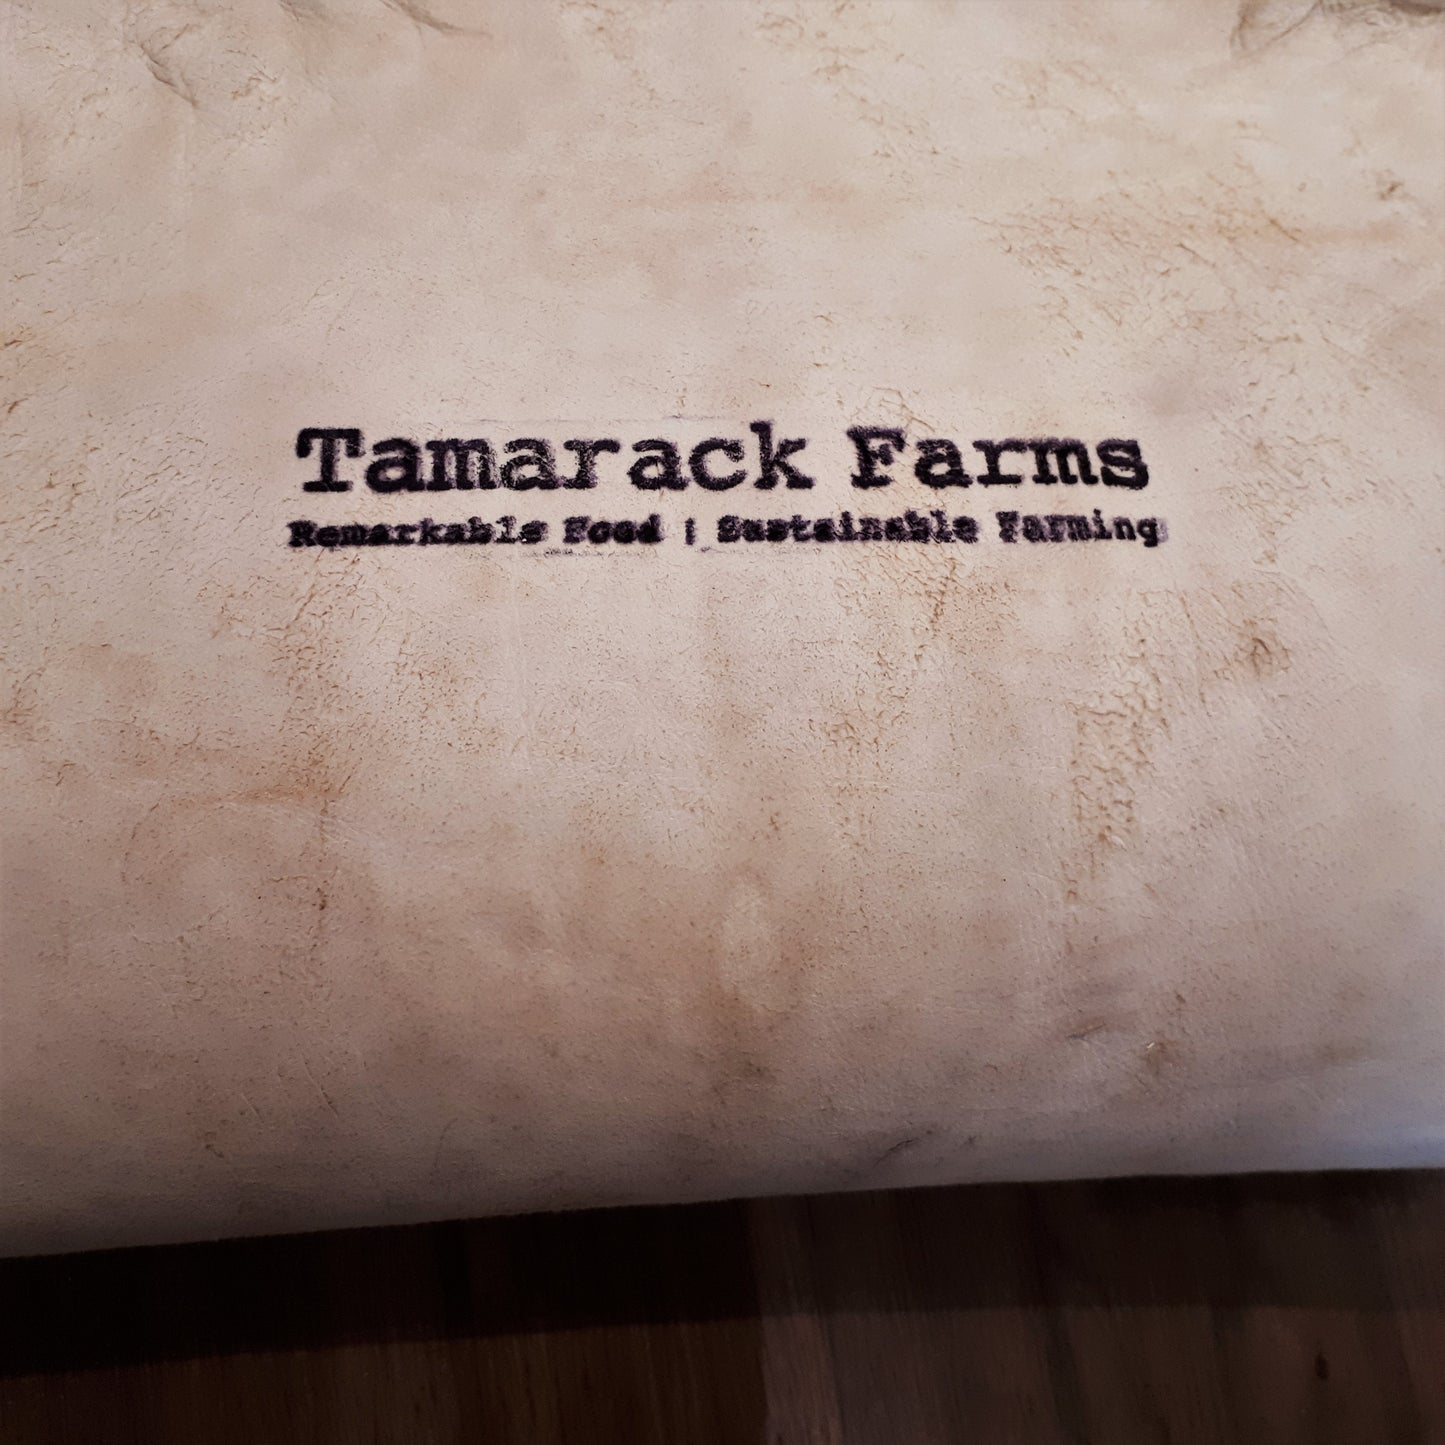 Tamarack Farms
Remarkable Food | Sustainable Farming